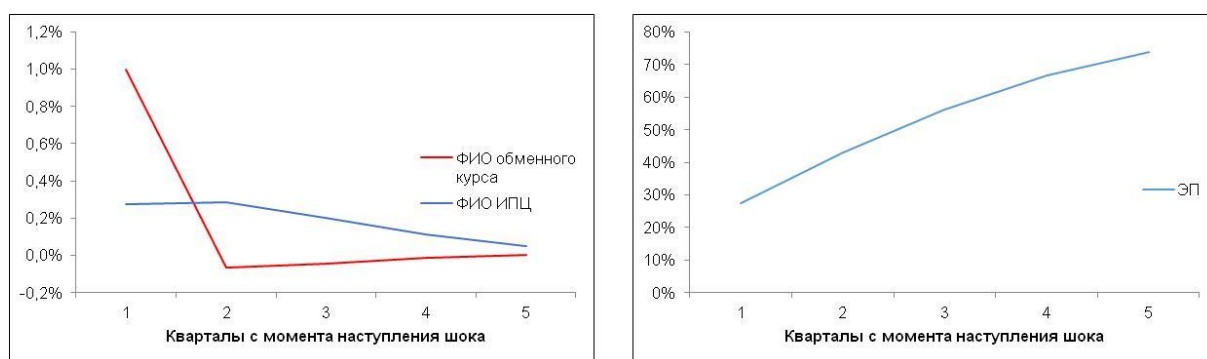 1,2%
1,0%
0,8%
0,6%
0,4%
0,2%
0,0%
-0,2%
ФИО обменного
курса
ФИО ИПЦ
1 2 3 4 5
Кварталы с момента наступления шока
80%
70%
60%
50%
40%
30%
20%
10%
0%
ЭП
1 2 3 4 5
Кварталы с момента наступления шока